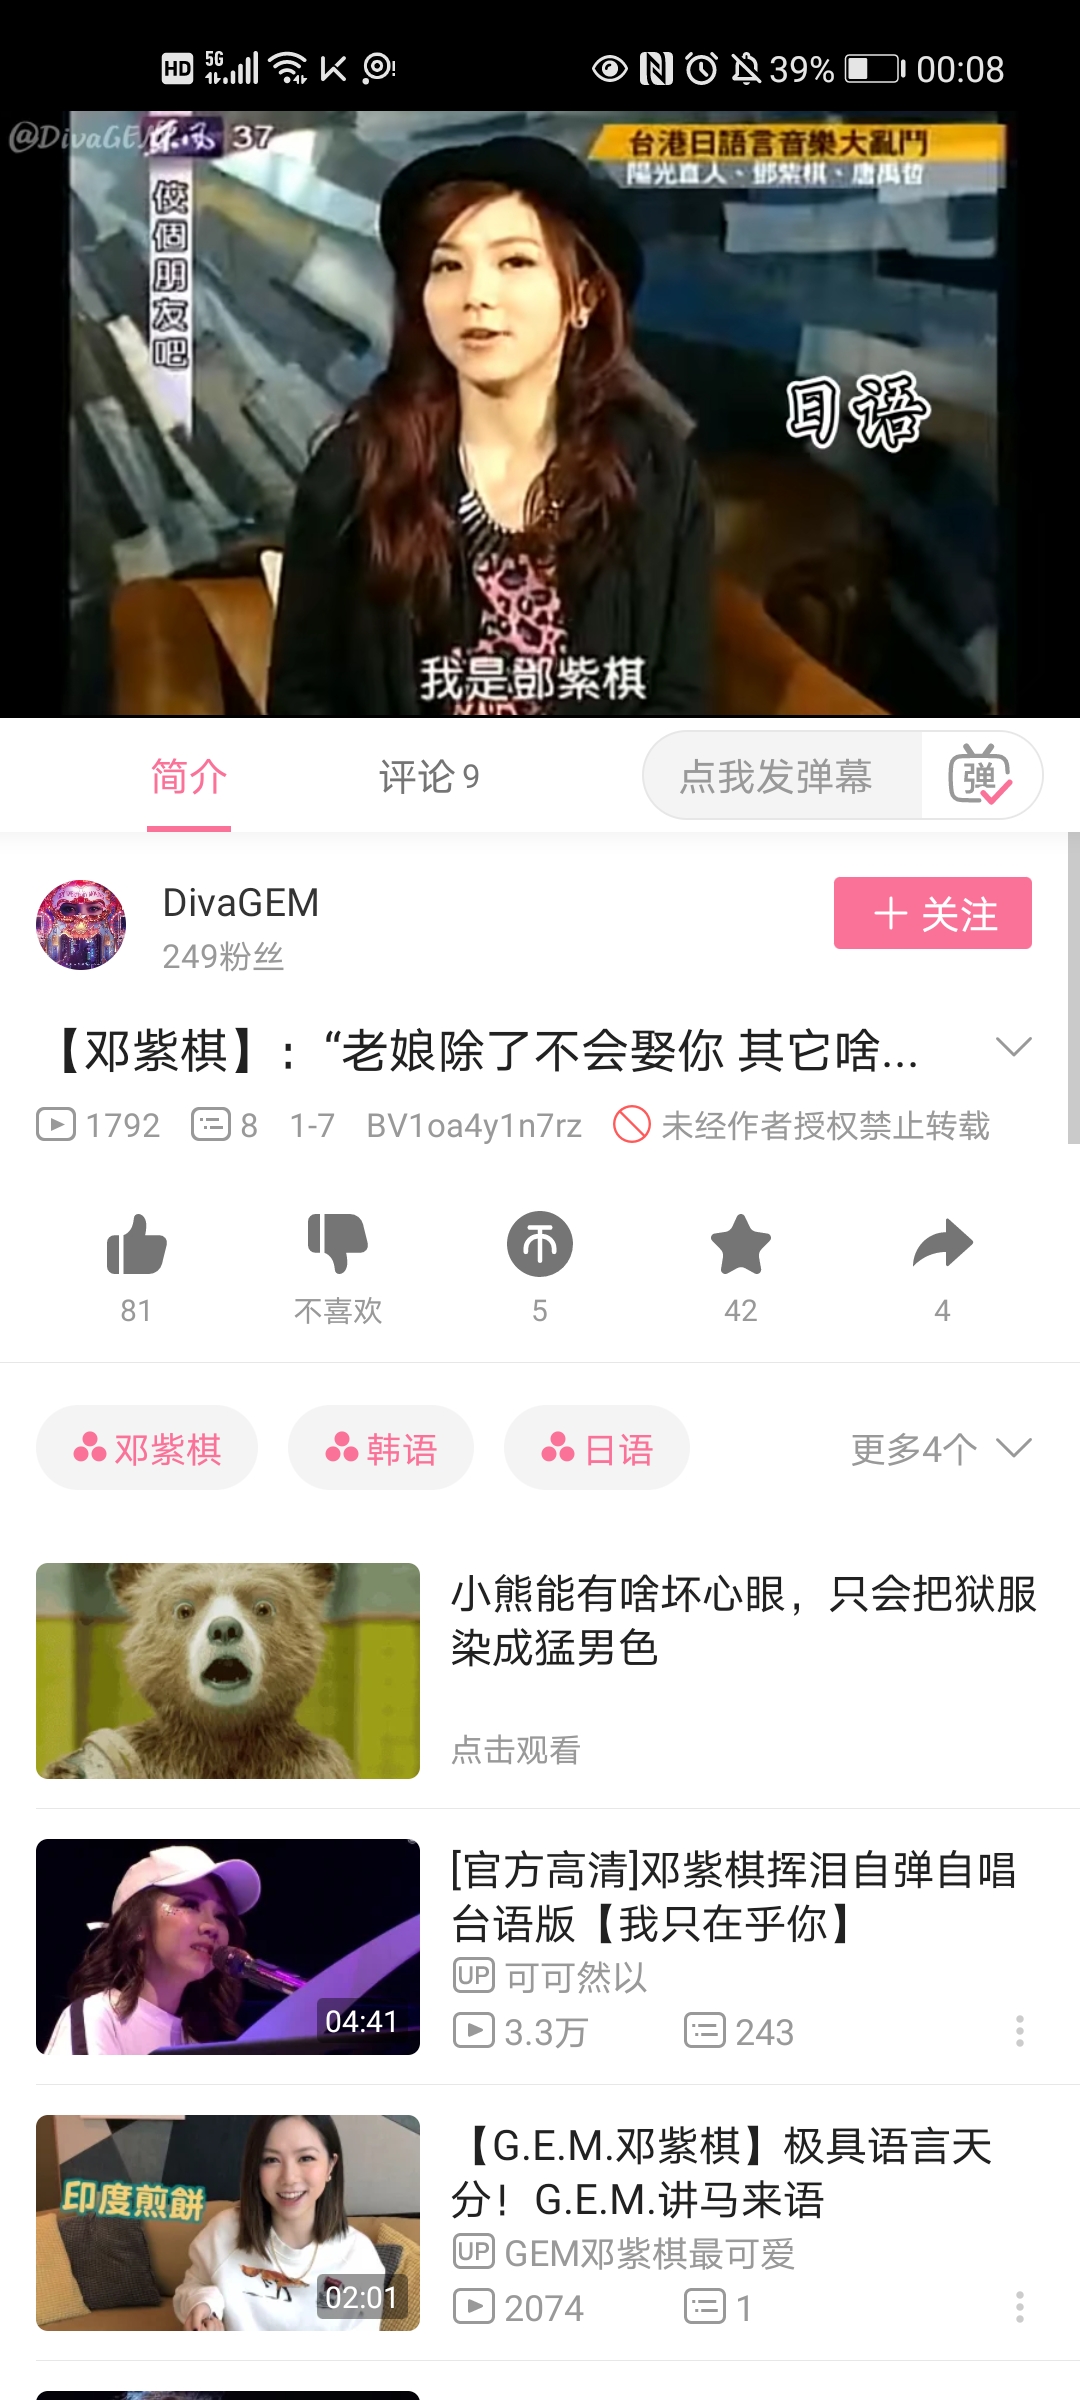 HD 5G 39% 00:08
@DivaGEM
东风 37
台港日語言音樂大亂鬥
陽光直人、鄧紫棋、唐禹哲
佼個朋友吧
日语
我是鄧紫棋
简介
评论 9
点我发弹幕
弹
DivaGEM
249粉丝
+ 关注
【邓紫棋】:“老娘除了不会娶你 其它啥...
1792 8 1-7 BV1oa4y1n7rz 未经作者授权禁止转载
81 不喜欢 5 42 4
邓紫棋 韩语 日语 更多4个
小熊能有啥坏心眼，只会把狱服
染成猛男色
点击观看
04:41
[官方高清]邓紫棋挥泪自弹自唱
台语版【我只在乎你】
UP 可可然以
3.3万 243
印度煎餅
02:01
【G.E.M.邓紫棋】极具语言天
分！G.E.M.讲马来语
UP GEM邓紫棋最可爱
2074 1